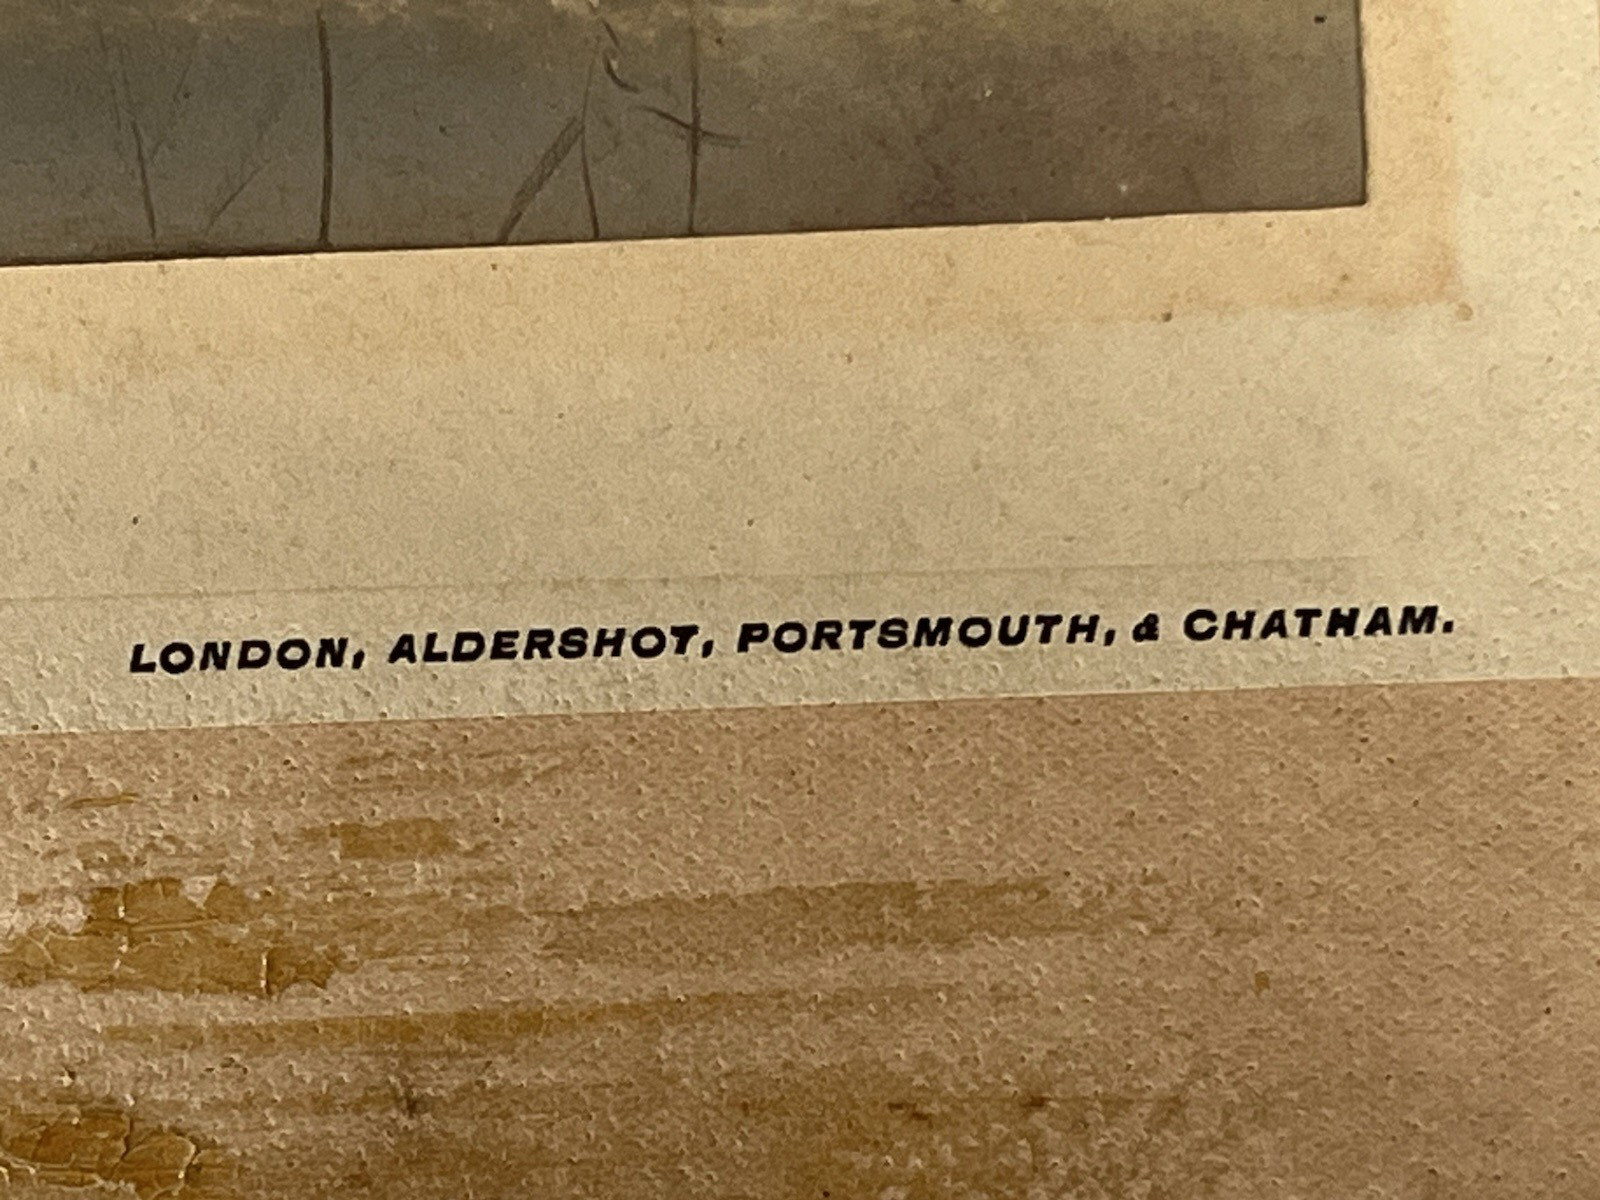 LONDON, ALDERSHOT, PORTSMOUTH, & CHATHAM.